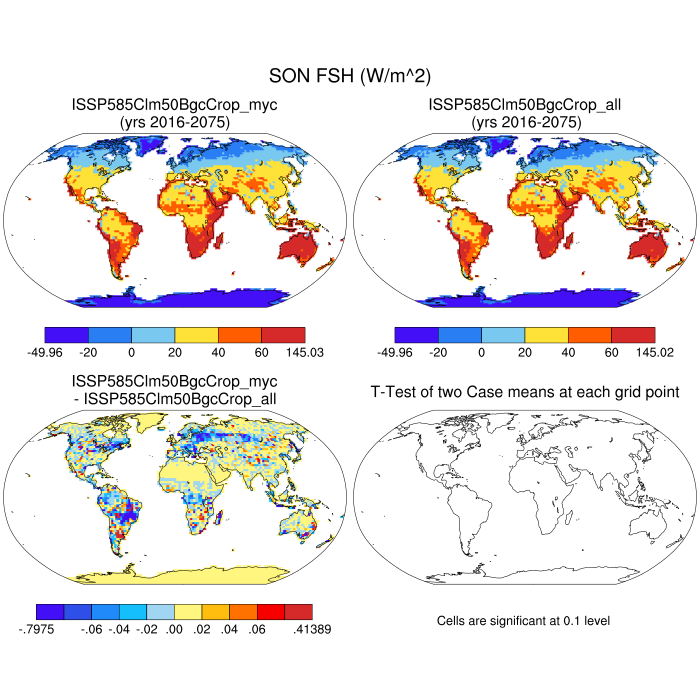 SON FSH (W/m^2)
ISSP585Clm50BgcCrop_myc
(yrs 2016-2075)
ISSP585Clm50BgcCrop_all
(yrs 2016-2075)
-49.96 -20 0 20 40 60 145.03
-49.96 -20 0 20 40 60 145.02
ISSP585Clm50BgcCrop_myc
- ISSP585Clm50BgcCrop_all
T-Test of two Case means at each grid point
-.7975 -.06 -.04 -.02 .00 .02 .04 .06 .41389
Cells are significant at 0.1 level